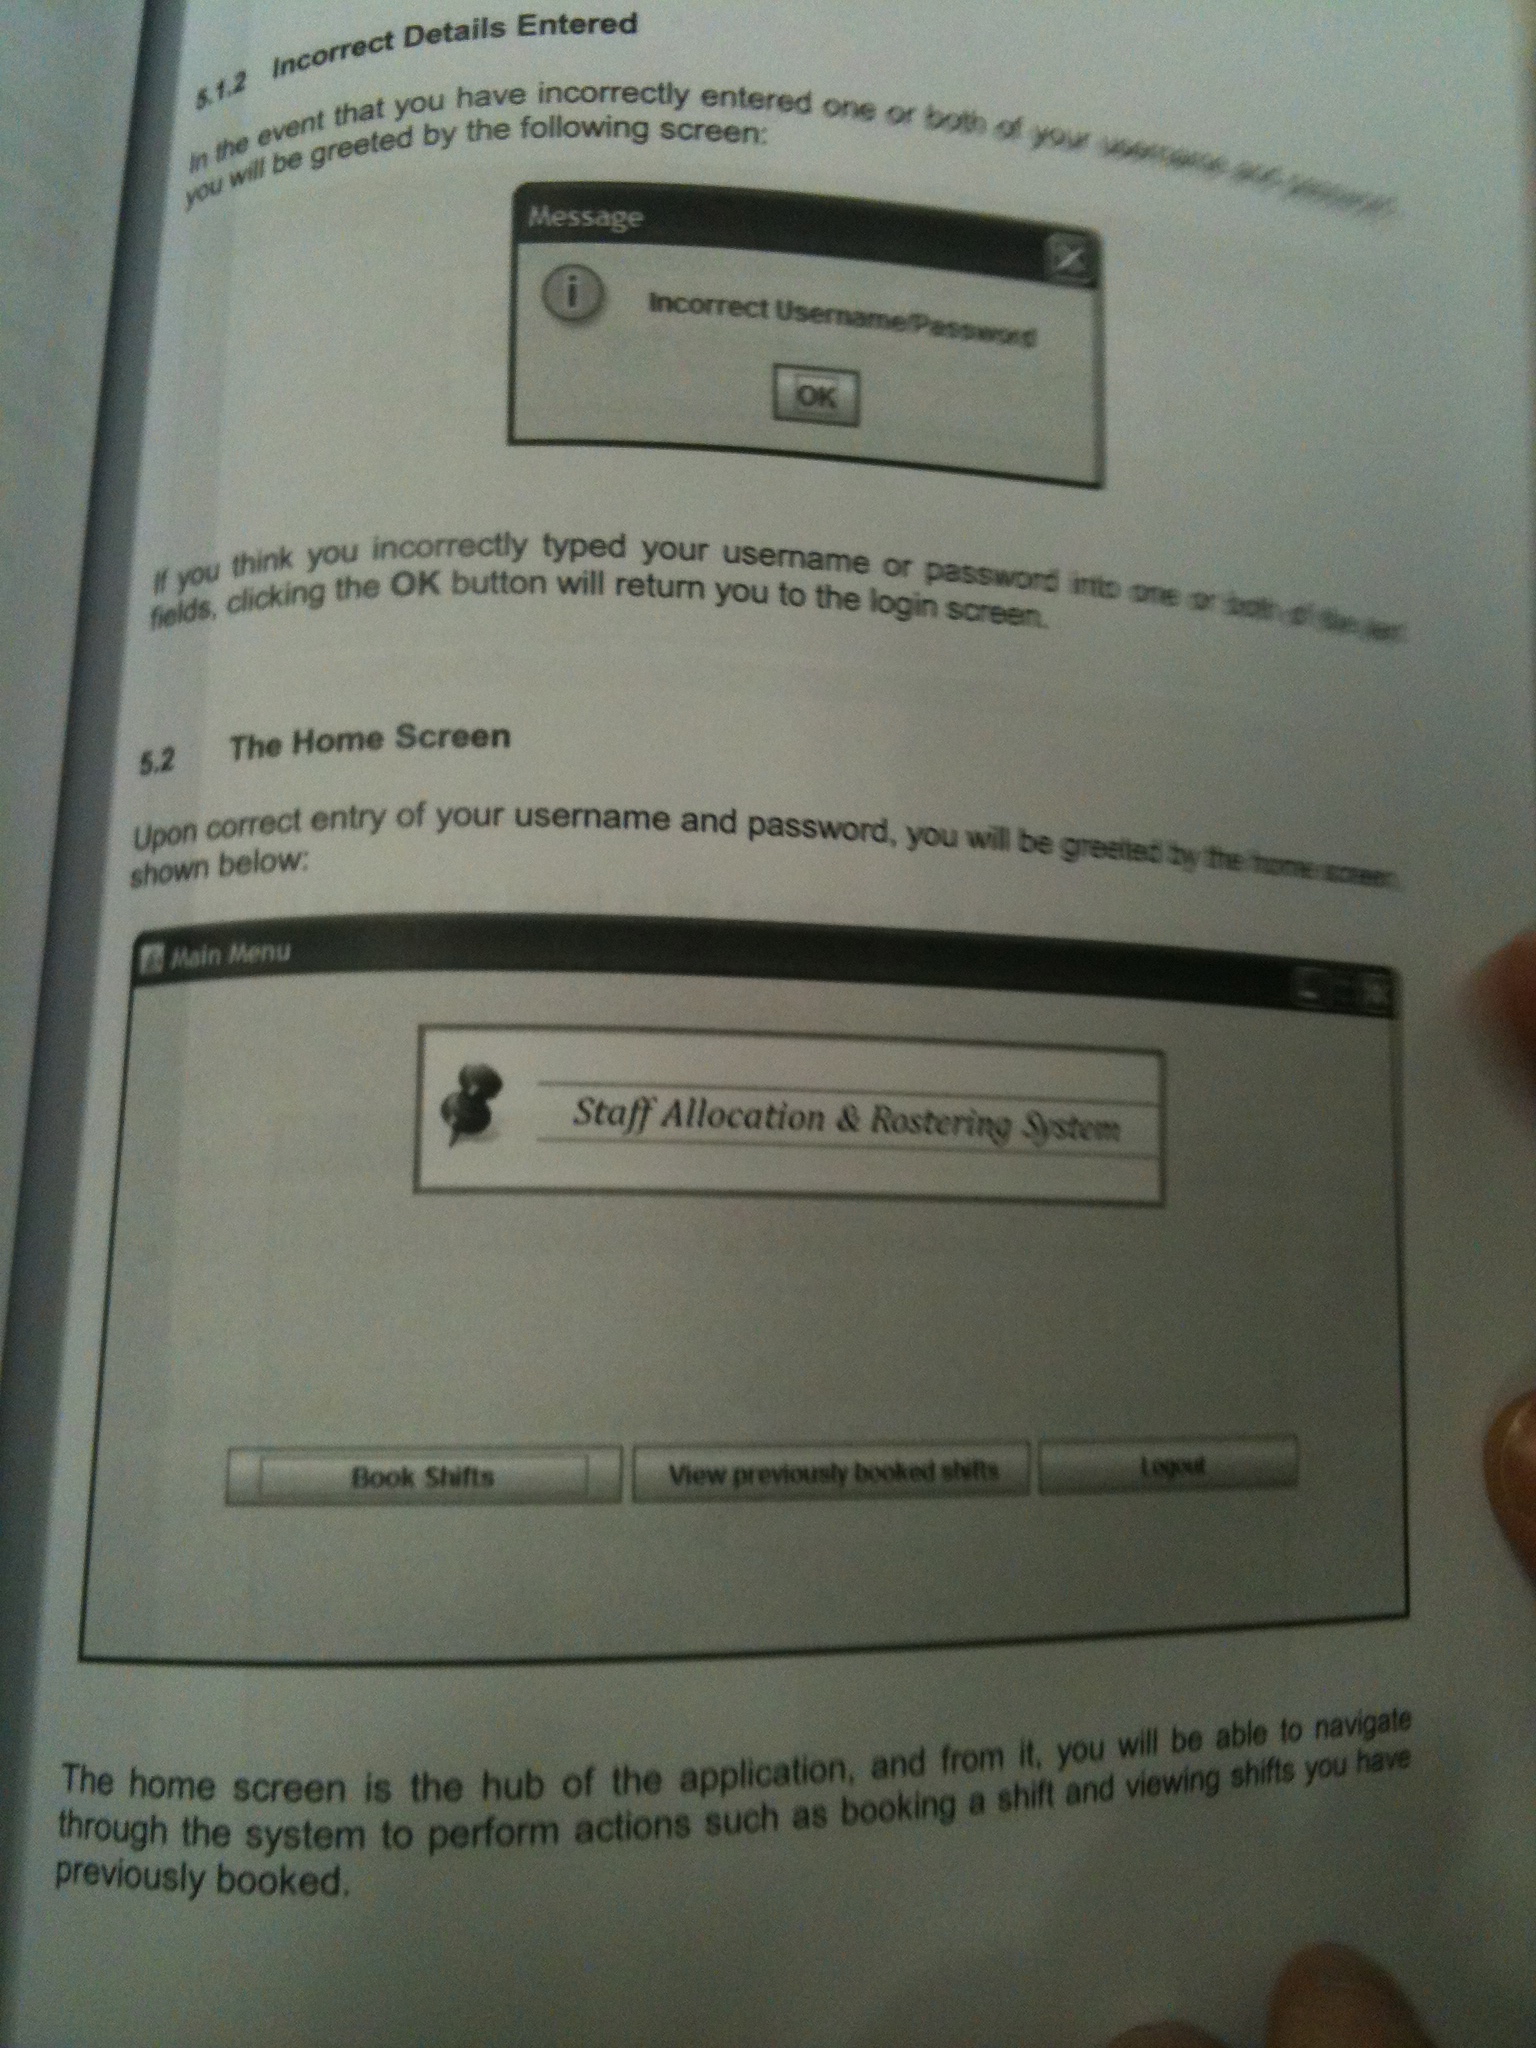 5.1.2 Incorrect Details Entered
In the event that you have incorrectly entered one or both of your username and password,
you will be greeted by the following screen:
Message
i
Incorrect Username/Password
OK
If you think you incorrectly typed your username or password into one or both of the text
fields, clicking the OK button will return you to the login screen.
5.2 The Home Screen
Upon correct entry of your username and password, you will be greeted by the home screen
shown below:
Main Menu
Staff Allocation & Rostering System
Book Shifts View previously booked shifts Logout
The home screen is the hub of the application, and from it, you will be able to navigate
through the system to perform actions such as booking a shift and viewing shifts you have
previously booked.